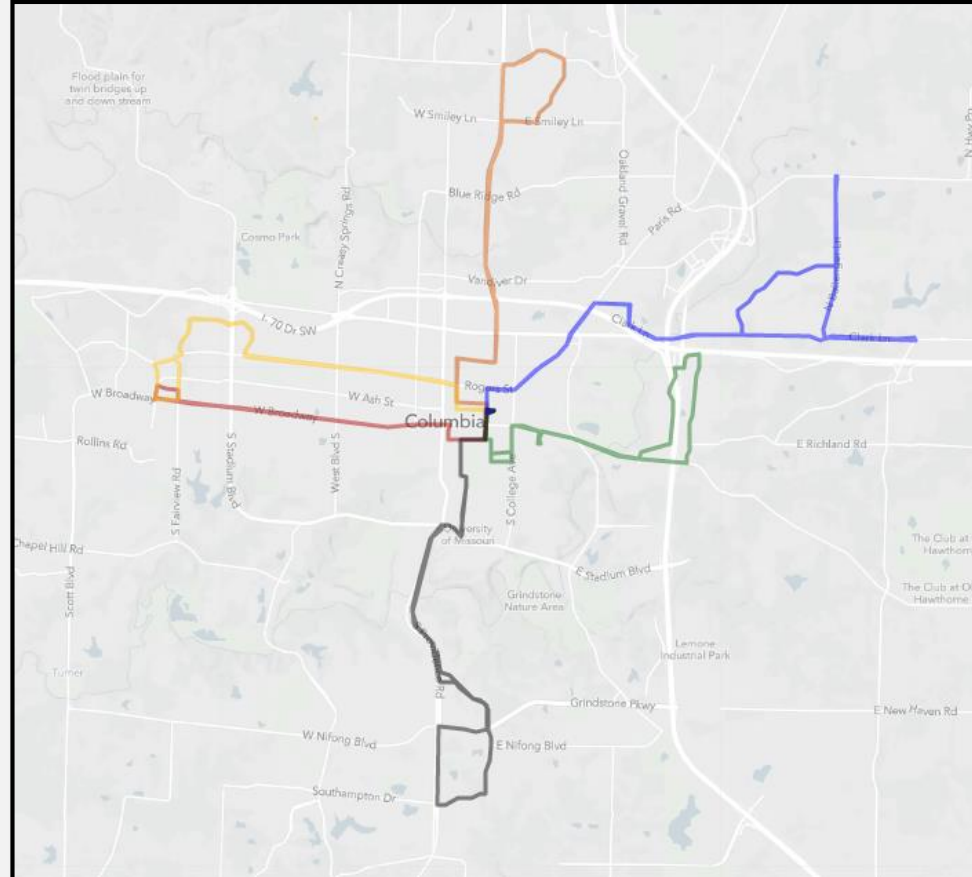 Flood plain for
twin bridges up
and down stream
W Smiley Ln
E Smiley Ln
N Hwy
Oakland Gravel Rd
Blue Ridge Rd
N Creasy Springs Rd
Paris Rd
Cosmo Park
Vandiver Dr
I- 70 Dr SW
Clark Ln
Clark Ln
Rogers St
W Broadway
W Ash St
W Broadway
Columbia
Rollins Rd
E Richland Rd
S Stadium Blvd
West Blvd S
S Fairview Rd
S College Av
University
of Missouri
Chapel Hill Rd
The Club at
Hawthorn
E Stadium Blvd
Scott Blvd
Grindstone
Nature Area
The Club at O
Hawthorne
Lemone
Industrial Park
Turner
Rd
Grindstone Pkwy
E New Haven Rd
W Nifong Blvd
E Nifong Blvd
Southampton Dr